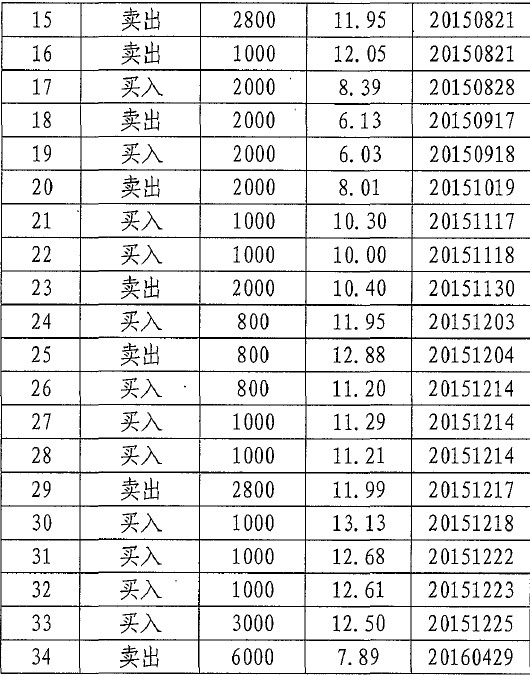 15 卖出 2800 11.95 20150821
16 卖出 1000 12.05 20150821
17 买入 2000 8.39 20150828
18 卖出 2000 6.13 20150917
19 买入 2000 6.03 20150918
20 卖出 2000 8.01 20151019
21 买入 1000 10.30 20151117
22 买入 1000 10.00 20151118
23 卖出 2000 10.40 20151130
24 买入 800 11.95 20151203
25 卖出 800 12.88 20151204
26 买入 800 11.20 20151214
27 买入 1000 11.29 20151214
28 买入 1000 11.21 20151214
29 卖出 2800 11.99 20151217
30 买入 1000 13.13 20151218
31 买入 1000 12.68 20151222
32 买入 1000 12.61 20151223
33 买入 3000 12.50 20151225
34 卖出 6000 7.89 20160429